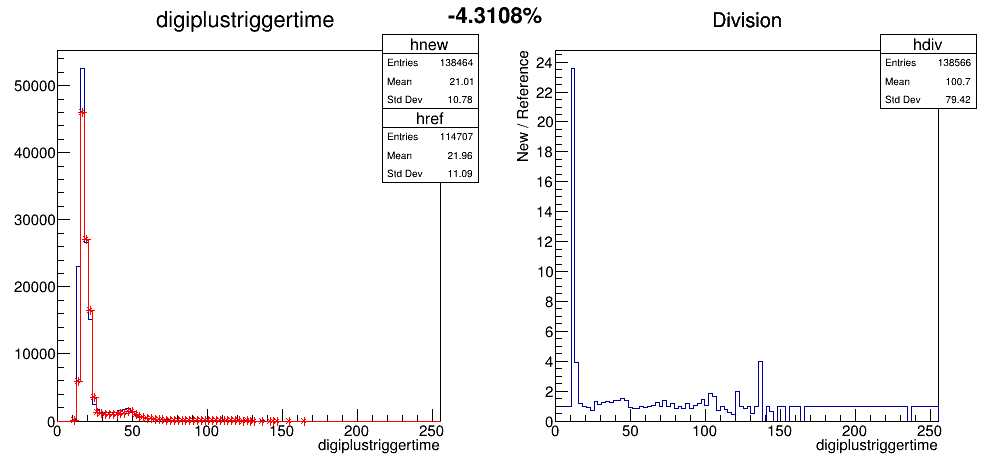 -4.3108%
digiplustriggertime
hnew
Entries 138464
Mean 21.01
Std Dev 10.78
href
Entries 114707
Mean 21.96
Std Dev 11.09
50000
40000
30000
20000
10000
0
0 50 100 150 200 250
digiplustriggertime
Division
hdiv
Entries 138566
Mean 100.7
Std Dev 79.42
New / Reference
24
22
20
18
16
14
12
10
8
6
4
2
0
0 50 100 150 200 250
digiplustriggertime